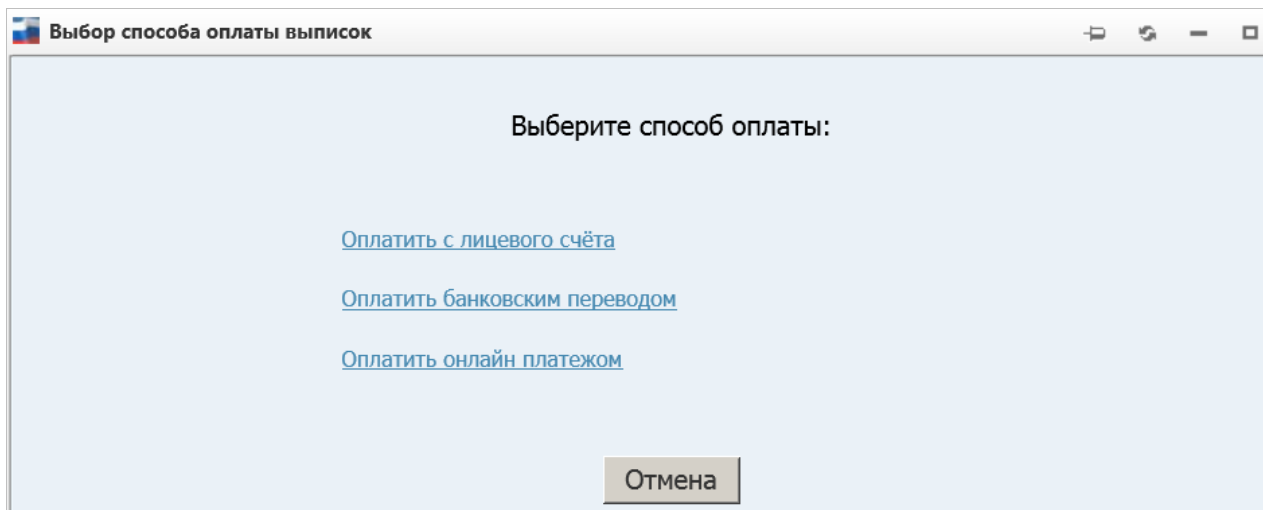 Выбор способа оплаты выписок
Выберите способ оплаты:
Оплатить с лицевого счёта
Оплатить банковским переводом
Оплатить онлайн платежом
Отмена